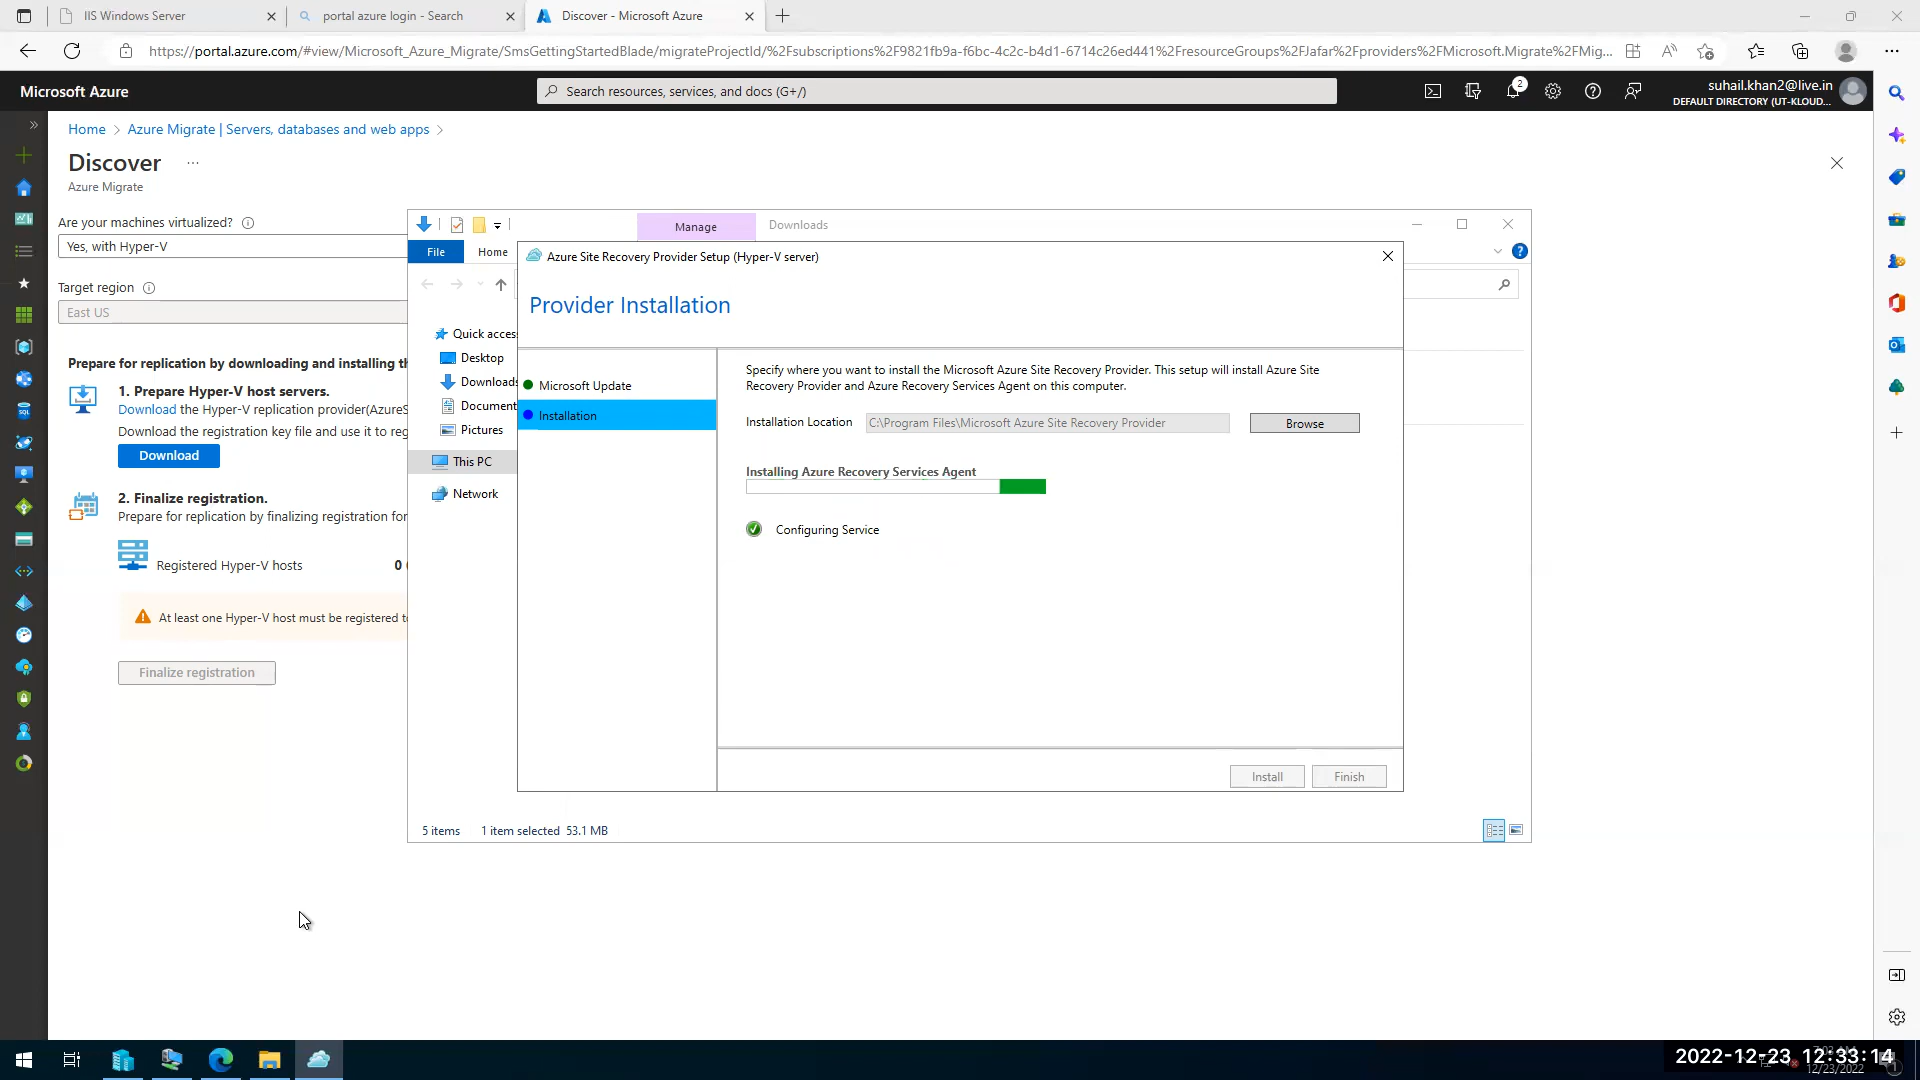 IIS Windows Server
portal azure login - Search
Discover - Microsoft Azure
https://portal.azure.com/#view/Microsoft_Azure_Migrate/SmsGettingStartedBlade/migrateProjectId/%2Fsubscriptions%2F9821fb9a-f6bc-4c2c-b4d1-6714c26ed441%2FresourceGroups%2FJafar%2Fproviders%2FMicrosoft.Migrate%2FMig...
Microsoft Azure
Search resources, services, and docs (G+/)
2
suhail.khan2@live.in
DEFAULT DIRECTORY (UT-KLOUD...
Home > Azure Migrate | Servers, databases and web apps >
Discover ...
Azure Migrate
Are your machines virtualized?
Yes, with Hyper-V
Target region
East US
Prepare for replication by downloading and installing th
1. Prepare Hyper-V host servers.
Download the Hyper-V replication provider(AzureS
Download the registration key file and use it to reg
Download
2. Finalize registration.
Prepare for replication by finalizing registration for
Registered Hyper-V hosts 0
At least one Hyper-V host must be registered to
Finalize registration
Manage
Downloads
File
Home
Quick acces
Desktop
Downloads
Document
Pictures
This PC
Network
Azure Site Recovery Provider Setup (Hyper-V server)
Provider Installation
Microsoft Update
Installation
Specify where you want to install the Microsoft Azure Site Recovery Provider. This setup will install Azure Site
Recovery Provider and Azure Recovery Services Agent on this computer.
Installation Location
C:\Program Files\Microsoft Azure Site Recovery Provider
Browse
Installing Azure Recovery Services Agent
Configuring Service
Install
Finish
5 items 1 item selected 53.1 MB
2022-12-23 12:33:14
12/23/2022